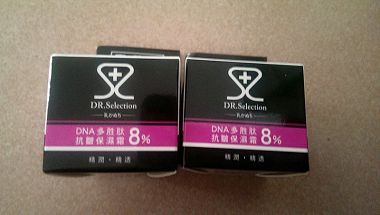 DR.Selection
DNA多胜肽
抗皺保濕霜 8%
精潤・精透
DR.Selection
DNA多胜肽
抗皺保濕霜 8%
精潤・精透